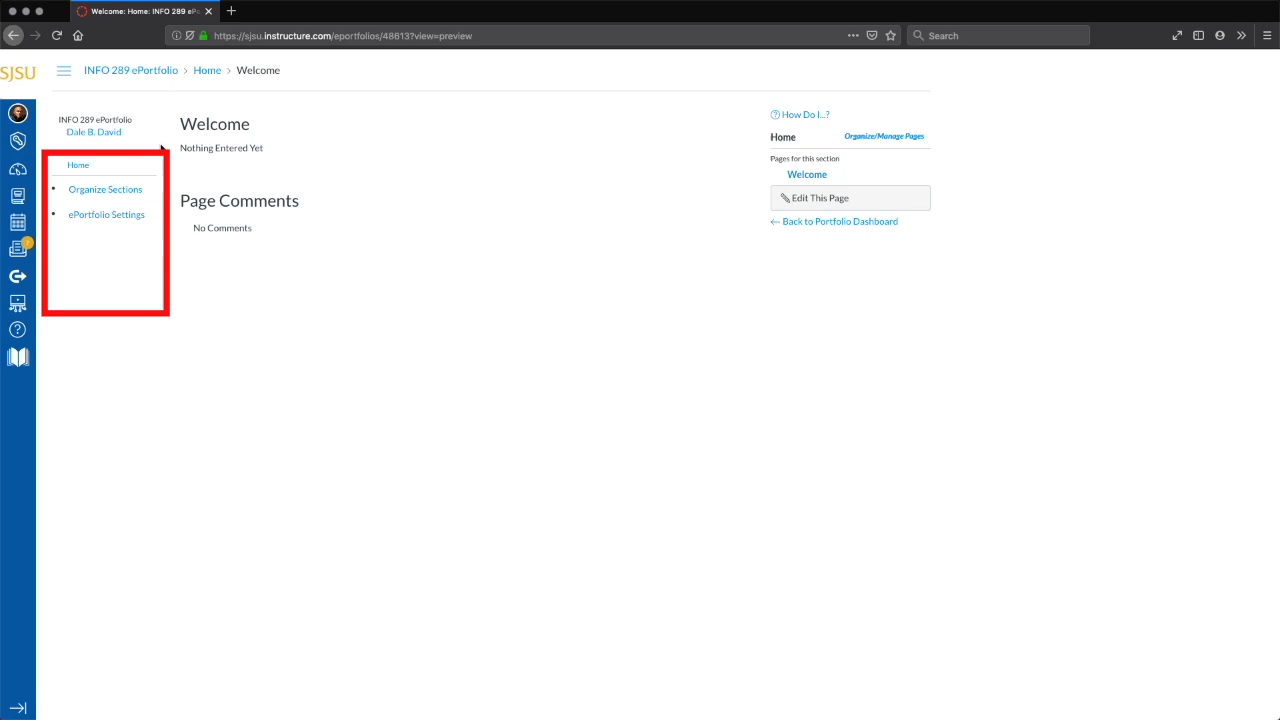 Welcome: Home: INFO 289 ePo
https://sjsu.instructure.com/eportfolios/48613?view=preview
Search
SJSU
INFO 289 ePortfolio > Home > Welcome
INFO 289 ePortfolio
Dale B. David
Home
Organize Sections
ePortfolio Settings
Welcome
Nothing Entered Yet
Page Comments
No Comments
How Do I...?
Home
Organize/Manage Pages
Pages for this section
Welcome
Edit This Page
Back to Portfolio Dashboard